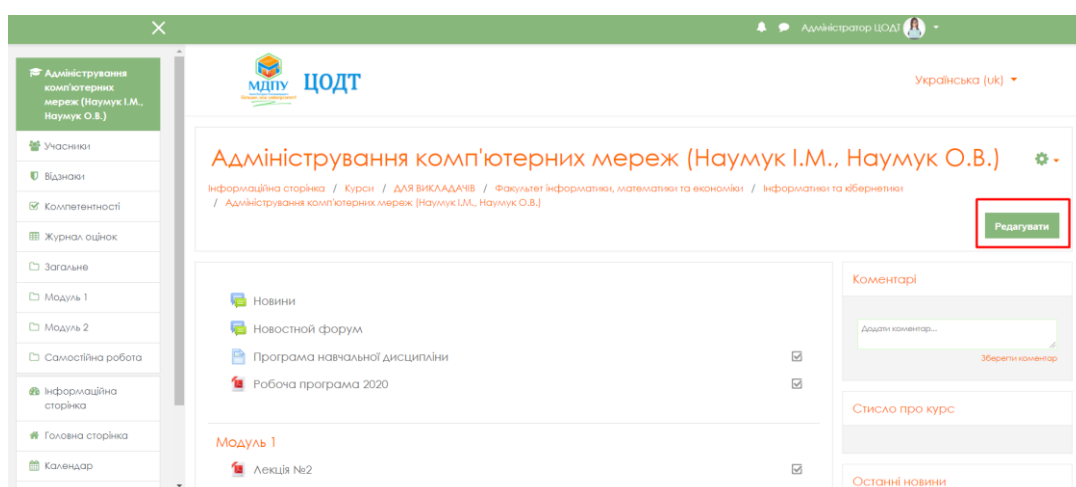 Адміністратор ЦОДТ
Адміністрування
комп'ютерних
мереж (Наумук І.М.,
Наумук О.В.)
Учасники
Відзнаки
Компетентності
Журнал оцінок
Загальне
Модуль 1
Модуль 2
Самостійна робота
Інформаційна
сторінка
Головна сторінка
Календар
МДПУ
ЦОДТ
Українська (uk)
Адміністрування комп'ютерних мереж (Наумук І.М., Наумук О.В.)
Інформаційна сторінка / Курси / ДЛЯ ВИКЛАДАЧІВ / Факультет інформатики, математики та економіки / Інформатики та кібернетики
/ Адміністрування комп'ютерних мереж (Наумук І.М., Наумук О.В.)
Редагувати
Новини
Новостной форум
Програма навчальної дисципліни
Робоча програма 2020
Модуль 1
Лекція №2
Коментарі
Додати коментар...
Зберегти коментар
Стисло про курс
Останні новини